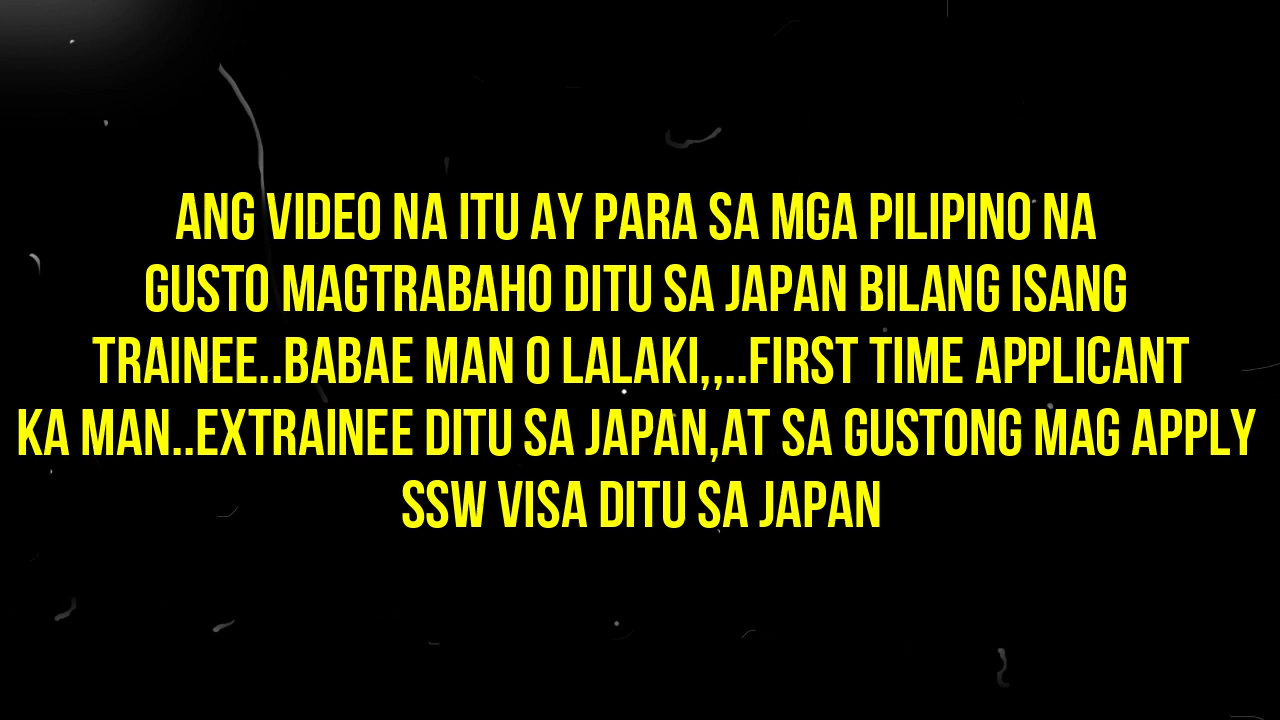 ANG VIDEO NA ITU AY PARA SA MGA PILIPINO NA
GUSTO MAGTRABAHO DITU SA JAPAN BILANG ISANG
TRAINEE..BABAE MAN O LALAKI,,..FIRST TIME APPLICANT
KA MAN..EXTRAINEE DITU SA JAPAN,AT SA GUSTONG MAG APPLY
SSW VISA DITU SA JAPAN